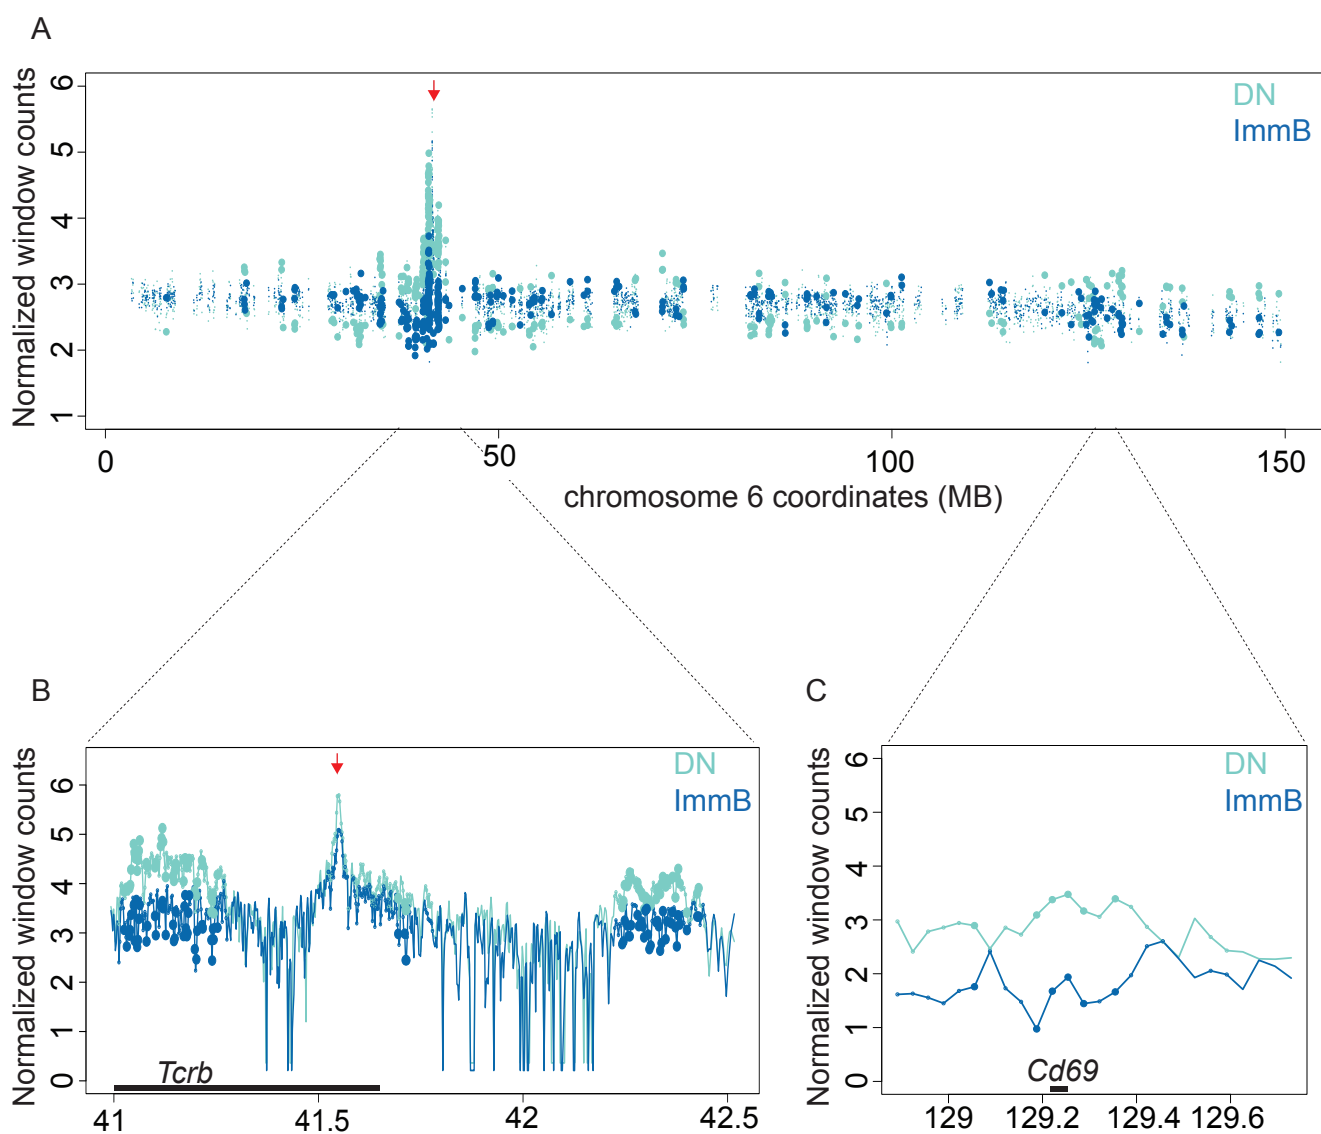 A
Normalized window counts
6
5
4
3
2
1
DN
ImmB
0 50 100 150
chromosome 6 coordinates (MB)
B
Normalized window counts
6
5
4
3
2
1
0
DN
ImmB
Tcrb
41 41.5 42 42.5
C
Normalized window counts
6
5
4
3
2
1
0
DN
ImmB
Cd69
129 129.2 129.4 129.6